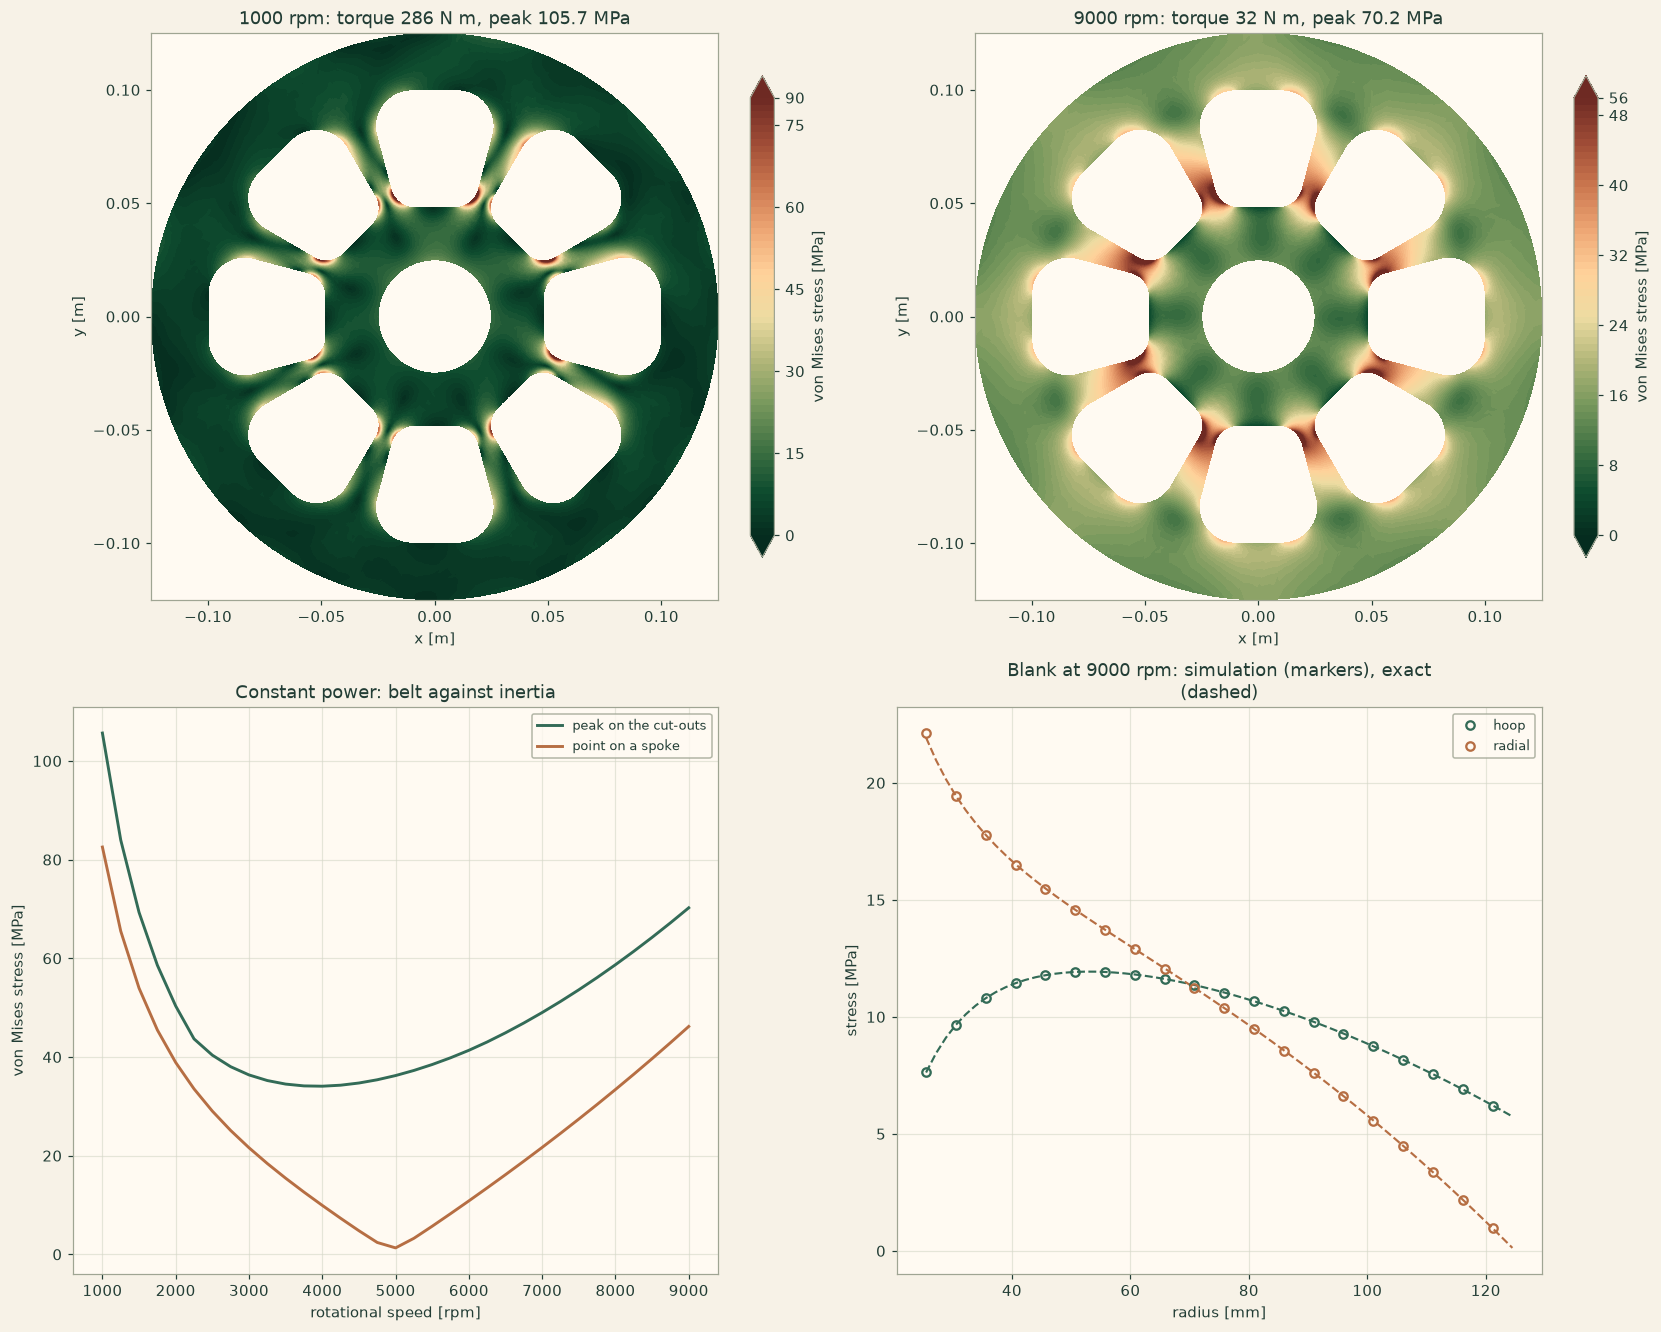 1000 rpm: torque 286 N m, peak 105.7 MPa
0.10
0.05
0.00
−0.05
−0.10
y [m]
−0.10 −0.05 0.00 0.05 0.10
x [m]
90
75
60
45
30
15
0
von Mises stress [MPa]
9000 rpm: torque 32 N m, peak 70.2 MPa
0.10
0.05
0.00
−0.05
−0.10
y [m]
−0.10 −0.05 0.00 0.05 0.10
x [m]
56
48
40
32
24
16
8
0
von Mises stress [MPa]
Constant power: belt against inertia
peak on the cut-outs
point on a spoke
100
80
60
40
20
0
von Mises stress [MPa]
1000 2000 3000 4000 5000 6000 7000 8000 9000
rotational speed [rpm]
Blank at 9000 rpm: simulation (markers), exact
(dashed)
hoop
radial
20
15
10
5
0
stress [MPa]
40 60 80 100 120
radius [mm]